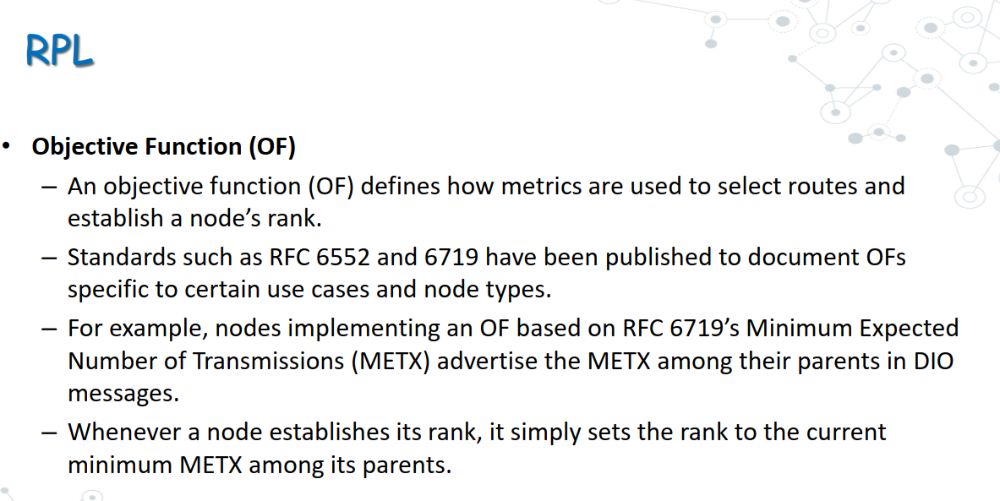 RPL
• Objective Function (OF)
– An objective function (OF) defines how metrics are used to select routes and
establish a node’s rank.
– Standards such as RFC 6552 and 6719 have been published to document OFs
specific to certain use cases and node types.
– For example, nodes implementing an OF based on RFC 6719’s Minimum Expected
Number of Transmissions (METX) advertise the METX among their parents in DIO
messages.
– Whenever a node establishes its rank, it simply sets the rank to the current
minimum METX among its parents.